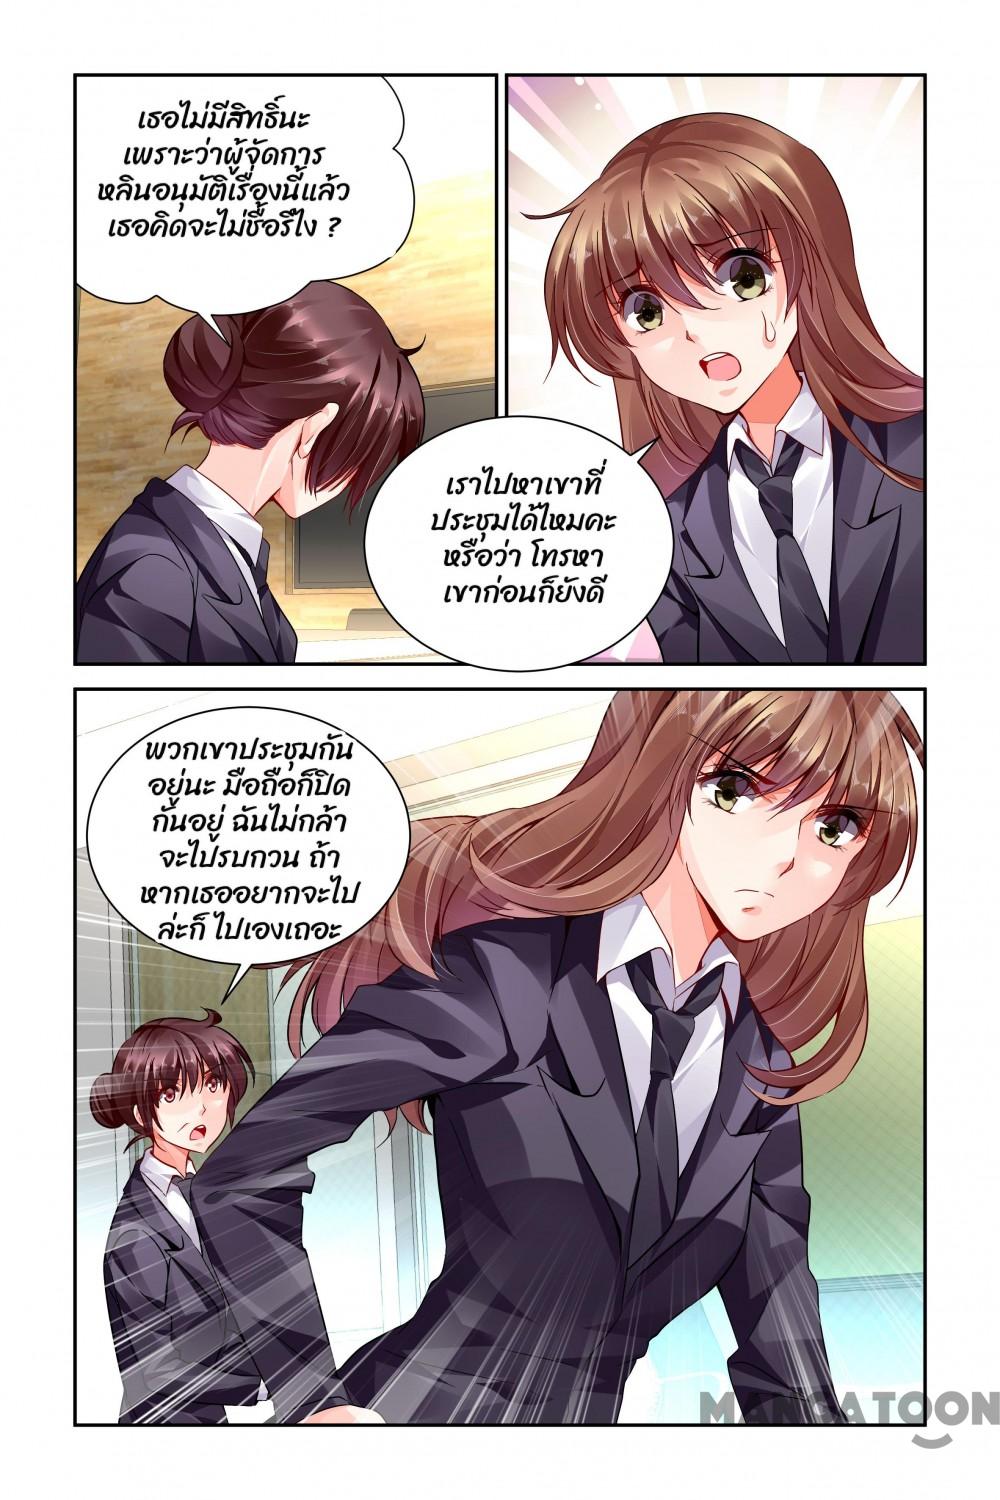 เธอไม่มีสิทธิ์นะ
เพราะว่าผู้จัดการ
หลินอนุมัติเรื่องนี้แล้ว
เธอคิดจะไม่ชื้อรึไง ?
เราไปหาเขาที่
ประชุมได้ไหมคะ
หรือว่า โทรหา
เขาก่อนก็ยังดี
พวกเขาประชุมกัน
อยู่นะ มือถือก็ปิด
กันอยู่ ฉันไม่กล้า
จะไปรบกวน ถ้า
หากเธออยากจะไป
ล่ะก็ ไปเองเถอะ
MANGATOON